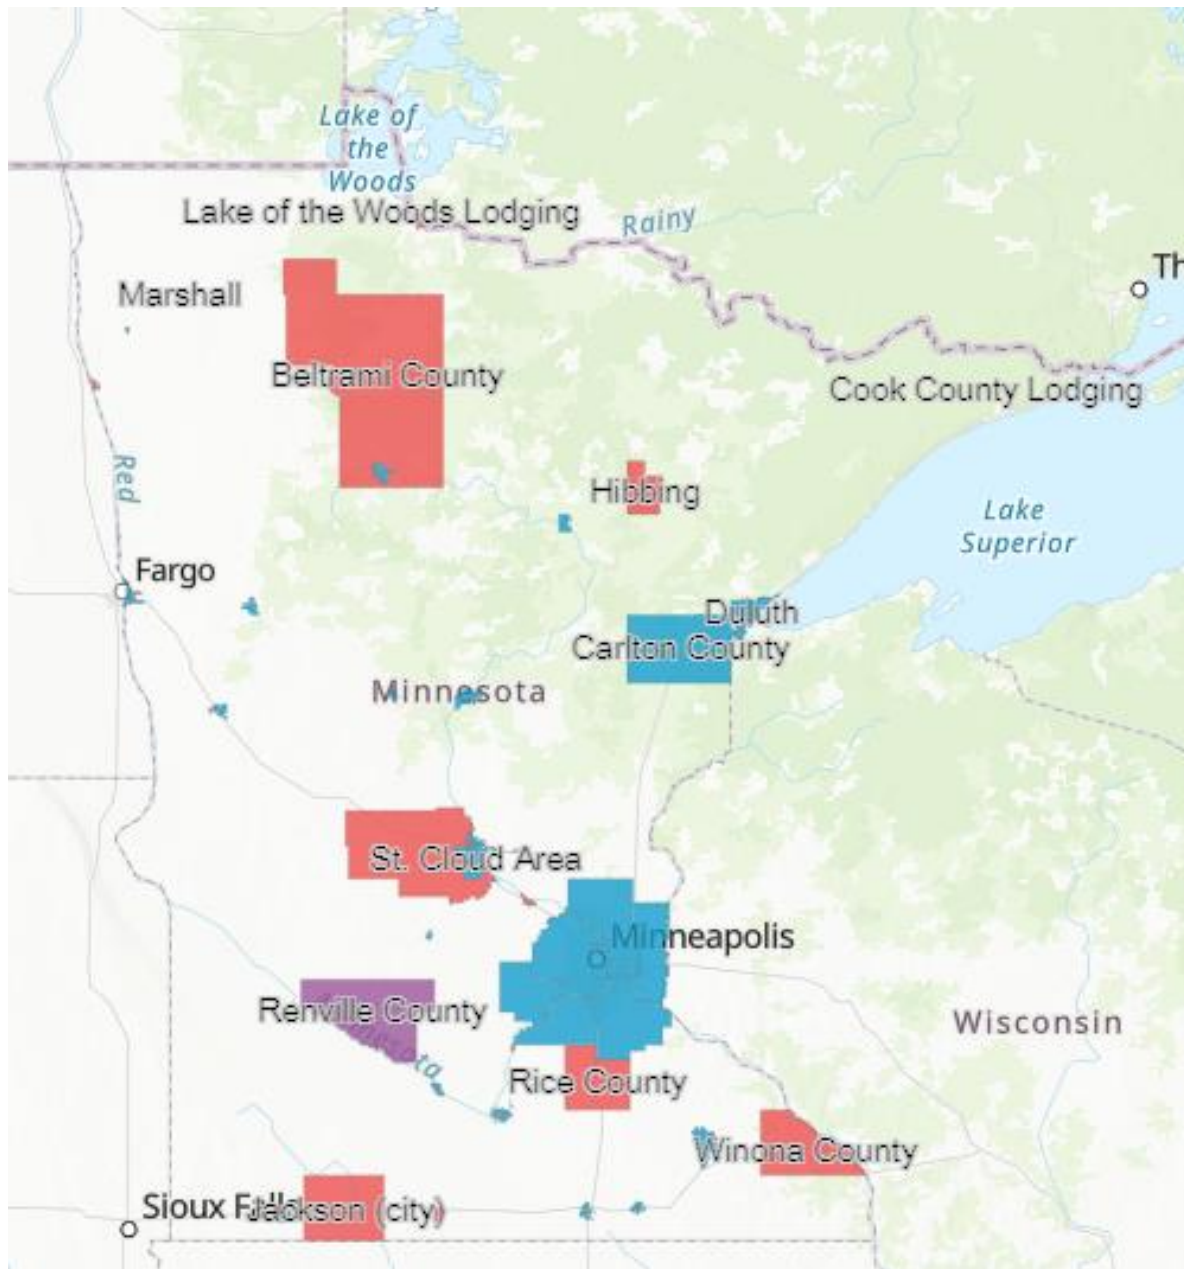 Lake of
the
Woods
Lake of the Woods Lodging
Rainy
Th
Marshall
Beltrami County
Cook County Lodging
Red
Hibbing
Lake
Superior
Fargo
Duluth
Carlton County
Minnesota
St. Cloud Area
Minneapolis
Renville County
Wisconsin
ta
Rice County
Winona County
Sioux Falls
Jackson (city)